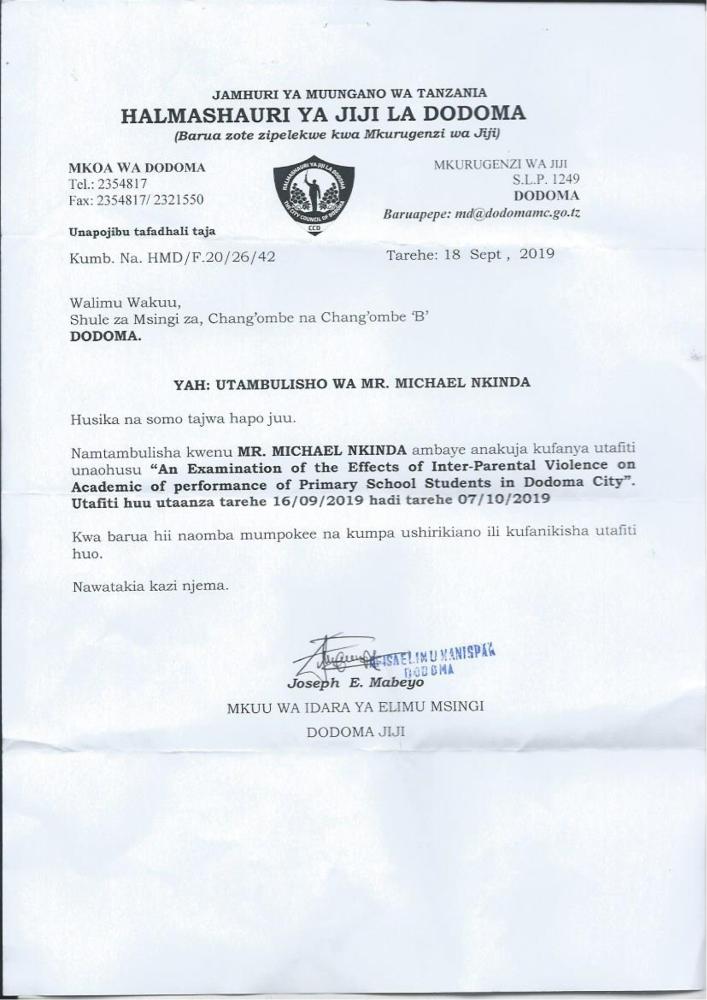 JAMHURI YA MUUNGANO WA TANZANIA
HALMASHAURI YA JIJI LA DODOMA
(Barua zote zipelekwe kwa Mkurugenzi wa Jiji)
MKOA WA DODOMA
Tel.: 2354817
Fax: 2354817/ 2321550
Unapojibu tafadhali taja
Kumb. Na. HMD/F.20/26/42
HALMASHAURI YA JIJI LA DODOMA
THE CITY COUNCIL OF DODOMA
CCD
MKURUGENZI WA JIJI
S.L.P. 1249
DODOMA
Baruapepe: md@dodomamc.go.tz
Tarehe: 18 Sept , 2019
Walimu Wakuu,
Shule za Msingi za, Chang’ombe na Chang’ombe ‘B’
DODOMA.
YAH: UTAMBULISHO WA MR. MICHAEL NKINDA
Husika na somo tajwa hapo juu.
Namtambulisha kwenu MR. MICHAEL NKINDA ambaye anakuja kufanya utafiti
unaohusu “An Examination of the Effects of Inter-Parental Violence on
Academic of performance of Primary School Students in Dodoma City”.
Utafiti huu utaanza tarehe 16/09/2019 hadi tarehe 07/10/2019
Kwa barua hii naomba mumpokee na kumpa ushirikiano ili kufanikisha utafiti
huo.
Nawatakia kazi njema.
DODOMA
Joseph E. Mabeyo
MKUU WA IDARA YA ELIMU MSINGI
DODOMA JIJI